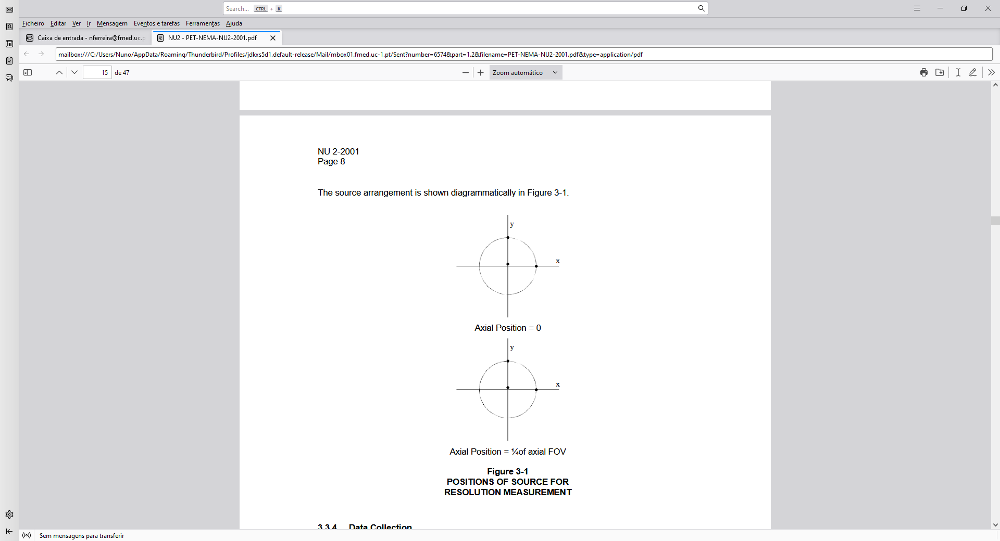 Search... CTRL + K
Ficheiro Editar Ver Ir Mensagem Eventos e tarefas Ferramentas Ajuda
Caixa de entrada - nferreira@fmed.uc.p
NU2 - PET-NEMA-NU2-2001.pdf
mailbox:///C:/Users/Nuno/AppData/Roaming/Thunderbird/Profiles/jdkxs5d1.default-release/Mail/mbox01.fmed.uc-1.pt/Sent?number=6574&part=1.2&filename=PET-NEMA-NU2-2001.pdf&type=application/pdf
15 de 47
Zoom automático
NU 2-2001
Page 8
The source arrangement is shown diagrammatically in Figure 3-1.
y
x
Axial Position = 0
y
x
Axial Position = ¼of axial FOV
Figure 3-1
POSITIONS OF SOURCE FOR
RESOLUTION MEASUREMENT
3.3.4 Data Collection
Sem mensagens para transferir